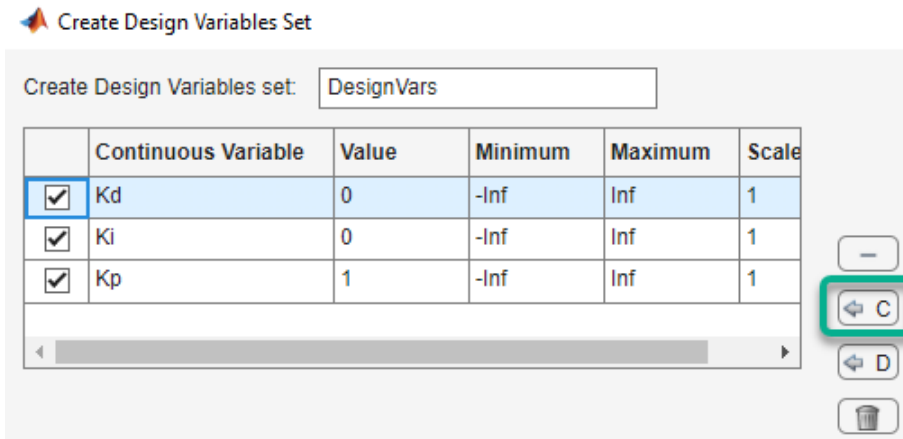 Create Design Variables Set
Create Design Variables set: DesignVars
Continuous Variable Value Minimum Maximum Scale
Kd 0 -Inf Inf 1
Ki 0 -Inf Inf 1
Kp 1 -Inf Inf 1
C
D